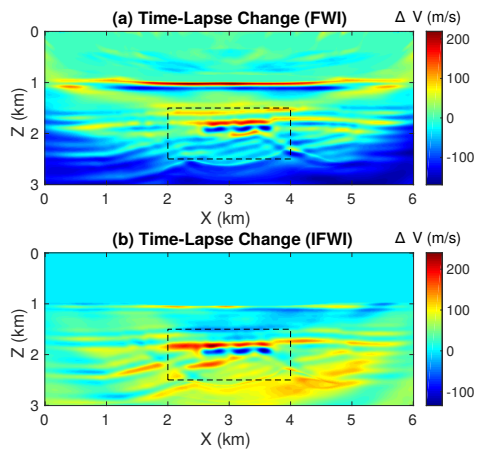 (a) Time-Lapse Change (FWI)
Δ V (m/s)
0
1
2
3
Z (km)
0 1 2 3 4 5 6
X (km)
200
100
0
-100
(b) Time-Lapse Change (IFWI)
Δ V (m/s)
0
1
2
3
Z (km)
0 1 2 3 4 5 6
X (km)
200
100
0
-100